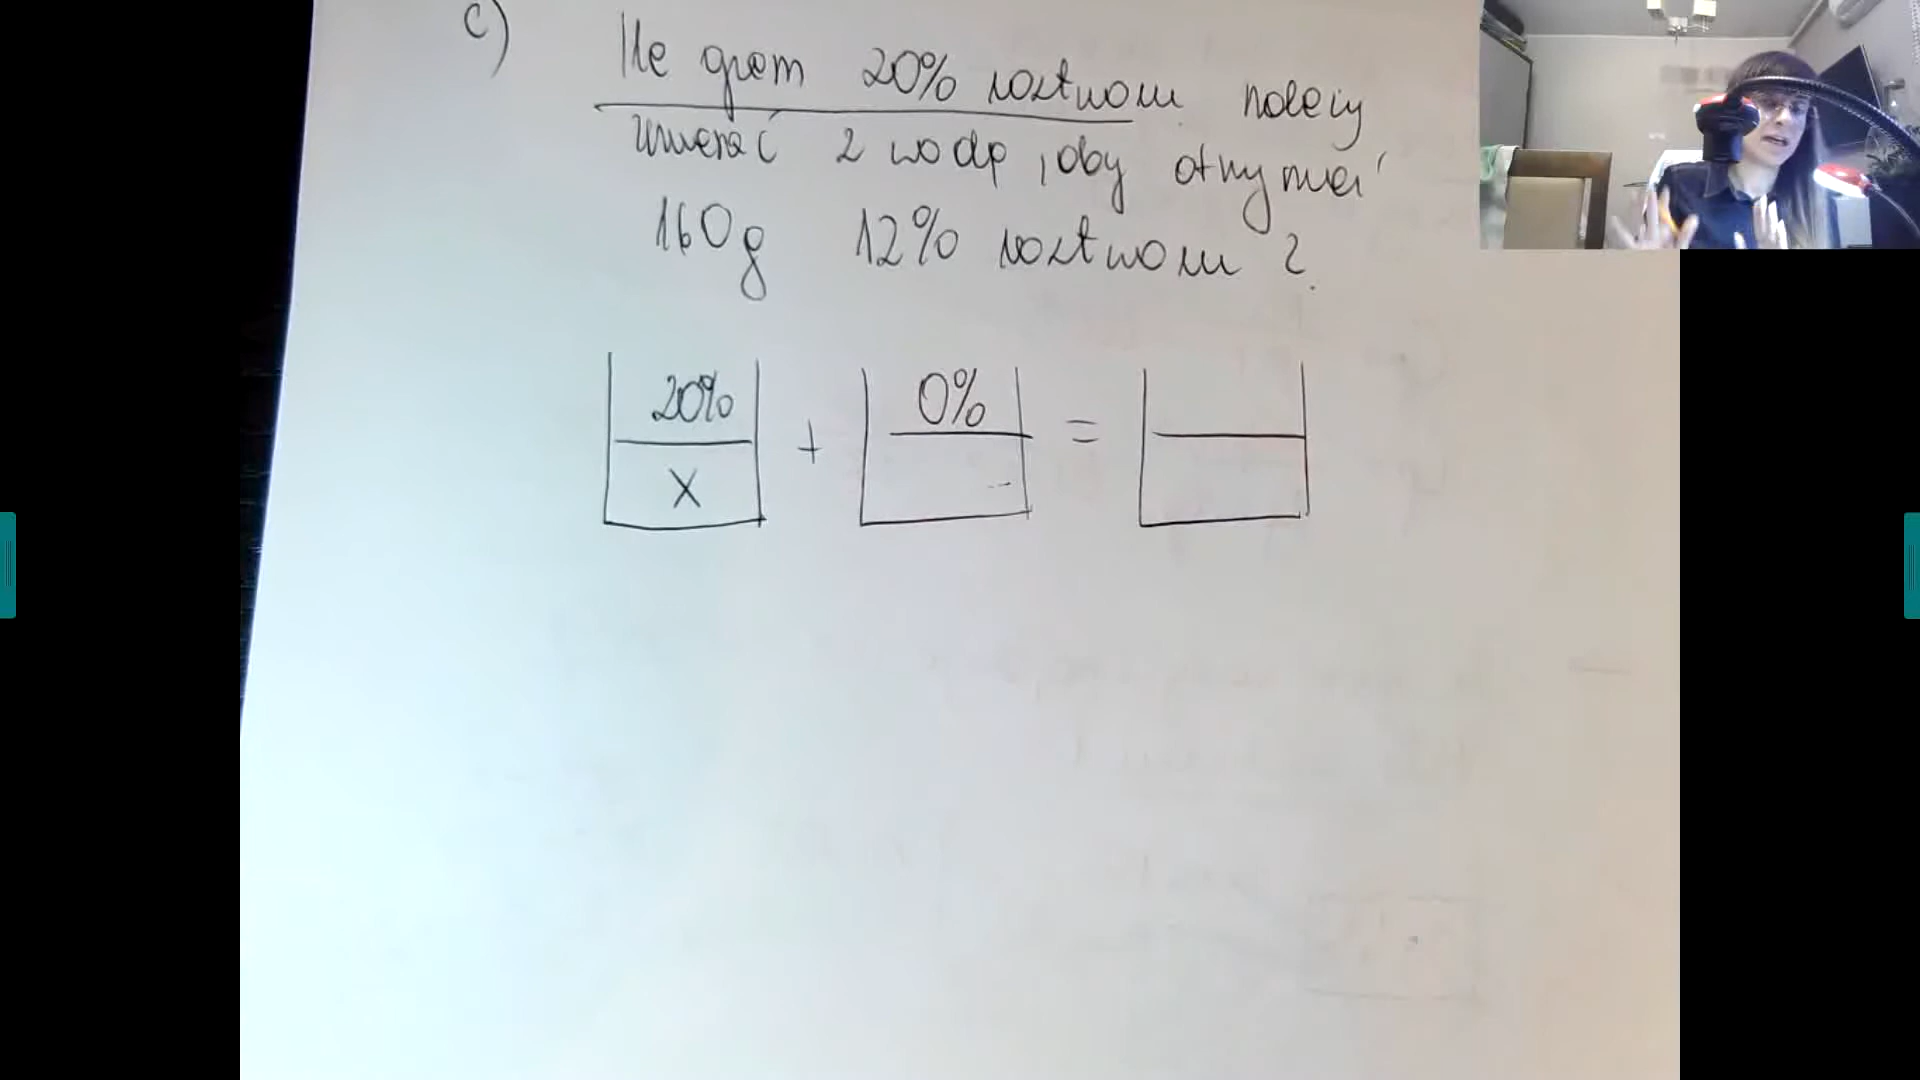 c) Ile gram 20% roztworu należy
zmieszać z wodą, aby otrzymać
160g 12% roztworu?
20% + 0% =
X